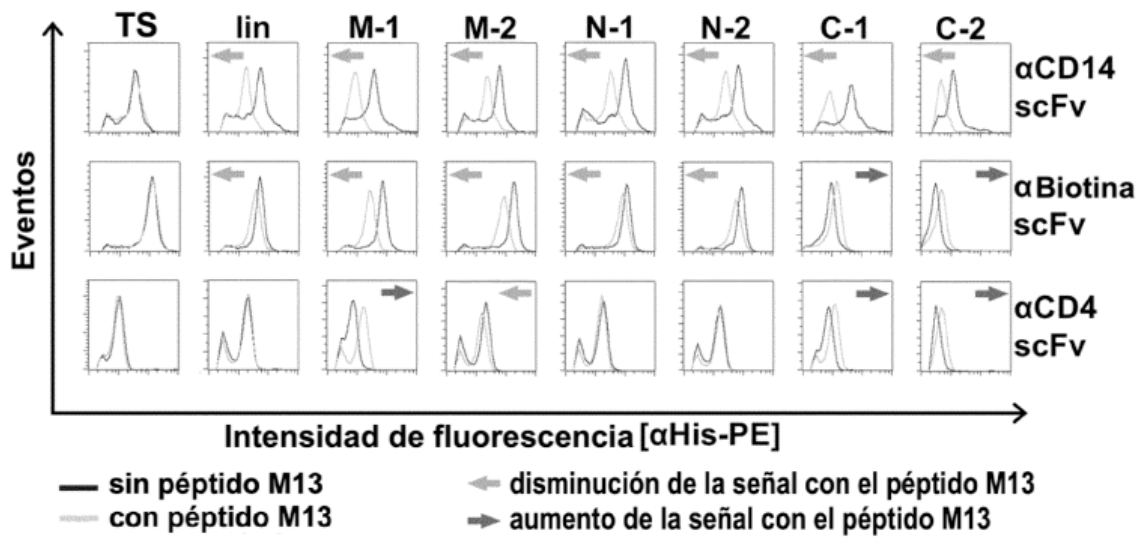 TS lin M-1 M-2 N-1 N-2 C-1 C-2
αCD14
scFv
αBiotina
scFv
αCD4
scFv
Eventos
Intensidad de fluorescencia [αHis-PE]
sin péptido M13
con péptido M13
disminución de la señal con el péptido M13
aumento de la señal con el péptido M13